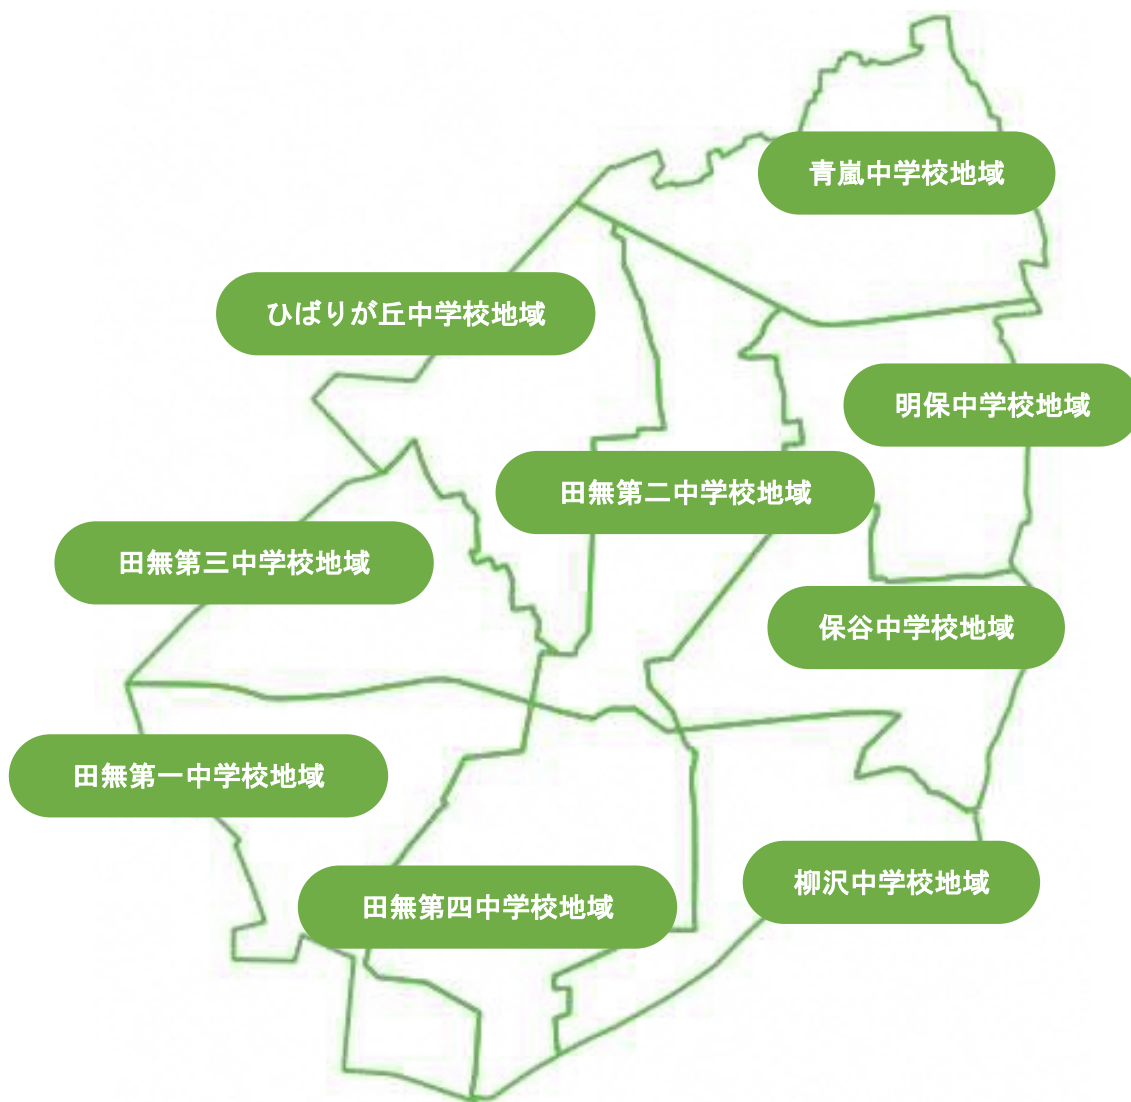 青嵐中学校地域
ひばりが丘中学校地域
明保中学校地域
田無第二中学校地域
田無第三中学校地域
保谷中学校地域
田無第一中学校地域
柳沢中学校地域
田無第四中学校地域